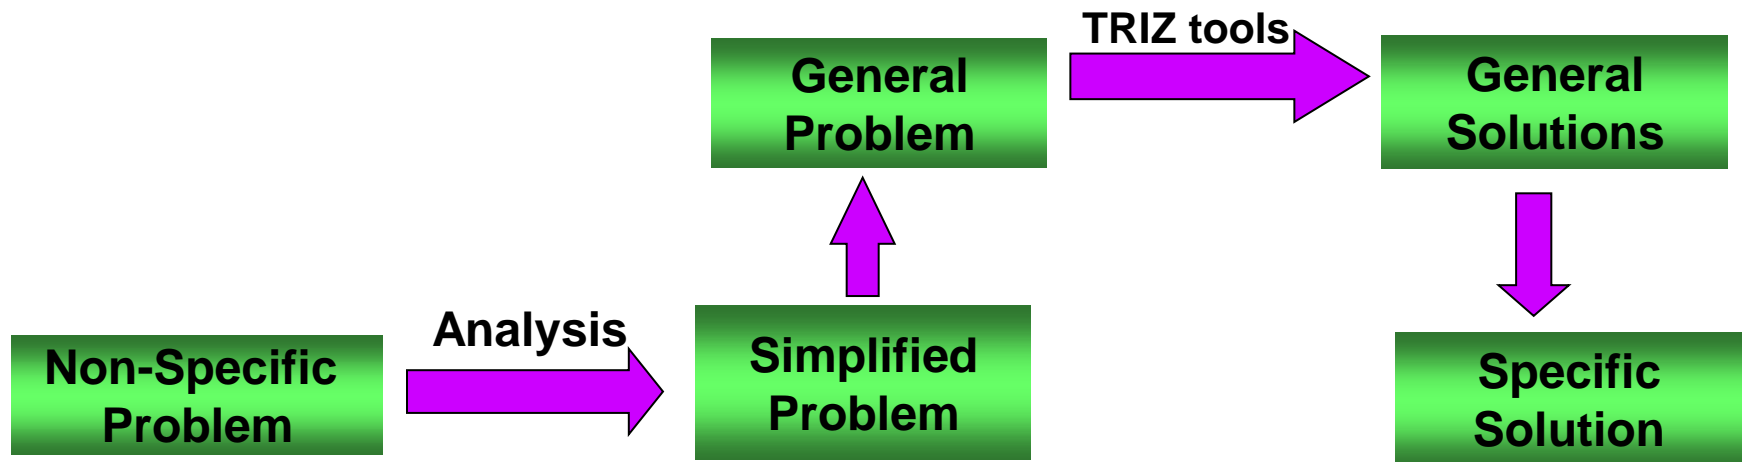 TRIZ tools
General
Problem
General
Solutions
Analysis
Non-Specific
Problem
Simplified
Problem
Specific
Solution